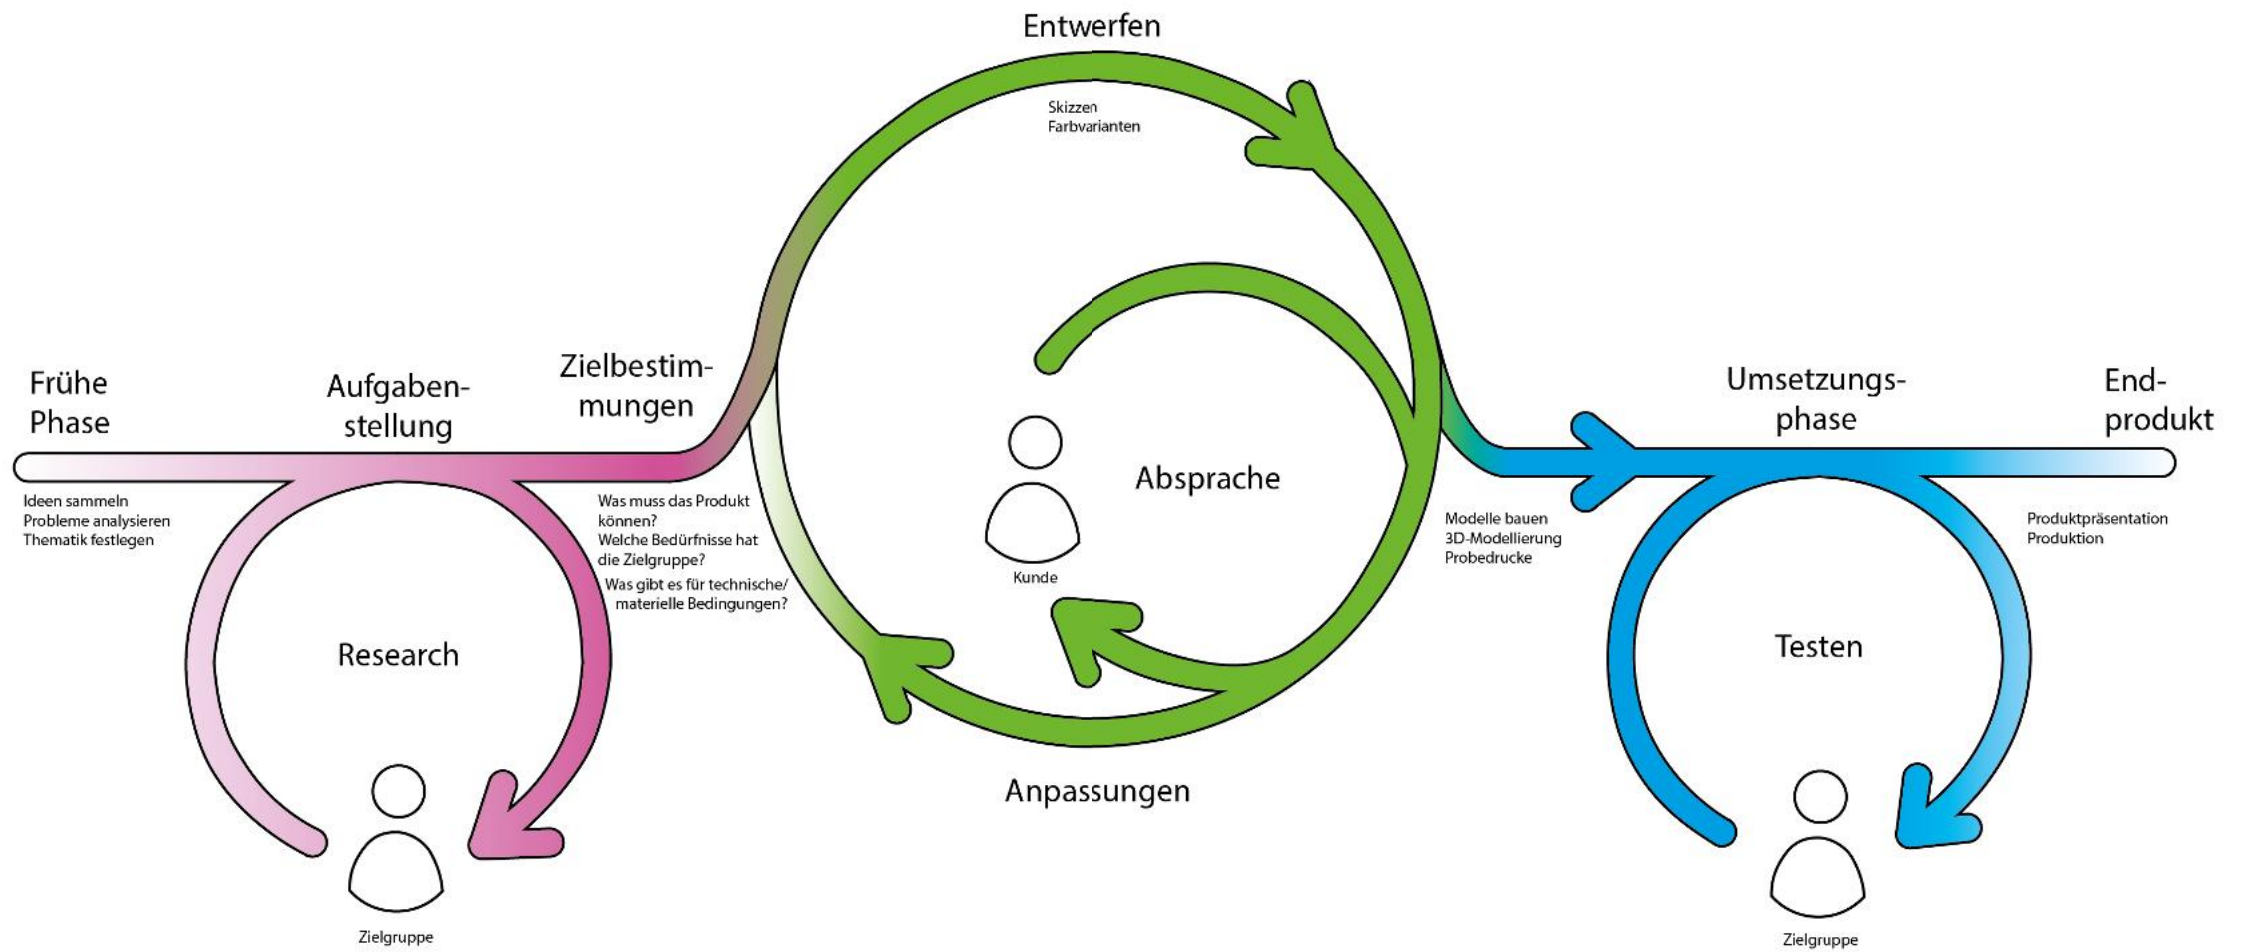 Entwerfen
Skizzen
Farbvarianten
Frühe
Phase
Ideen sammeln
Probleme analysieren
Thematik festlegen
Aufgaben-
stellung
Zielbestim-
mungen
Was muss das Produkt
können?
Welche Bedürfnisse hat
die Zielgruppe?
Was gibt es für technische/
materielle Bedingungen?
Research
Zielgruppe
Absprache
Kunde
Anpassungen
Modelle bauen
3D-Modellierung
Probedrucke
Umsetzungs-
phase
Testen
Zielgruppe
End-
produkt
Produktpräsentation
Produktion